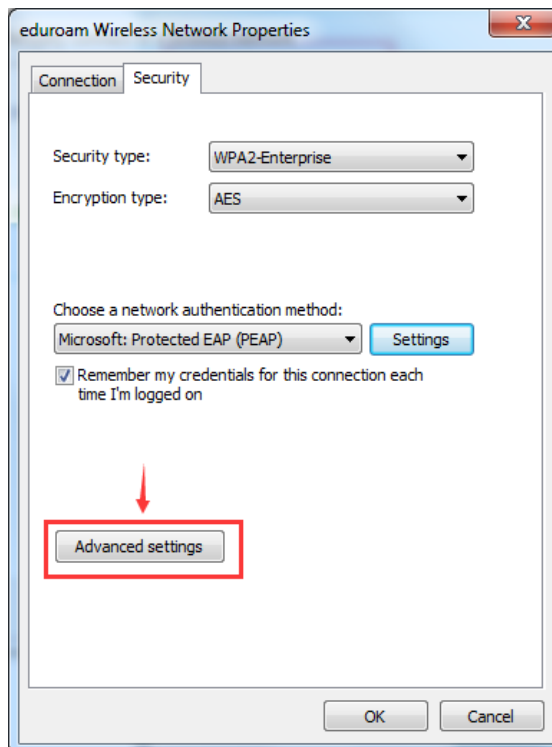 eduroam Wireless Network Properties
Connection
Security
Security type:
WPA2-Enterprise
Encryption type:
AES
Choose a network authentication method:
Microsoft: Protected EAP (PEAP)
Settings
Remember my credentials for this connection each
time I'm logged on
Advanced settings
OK
Cancel